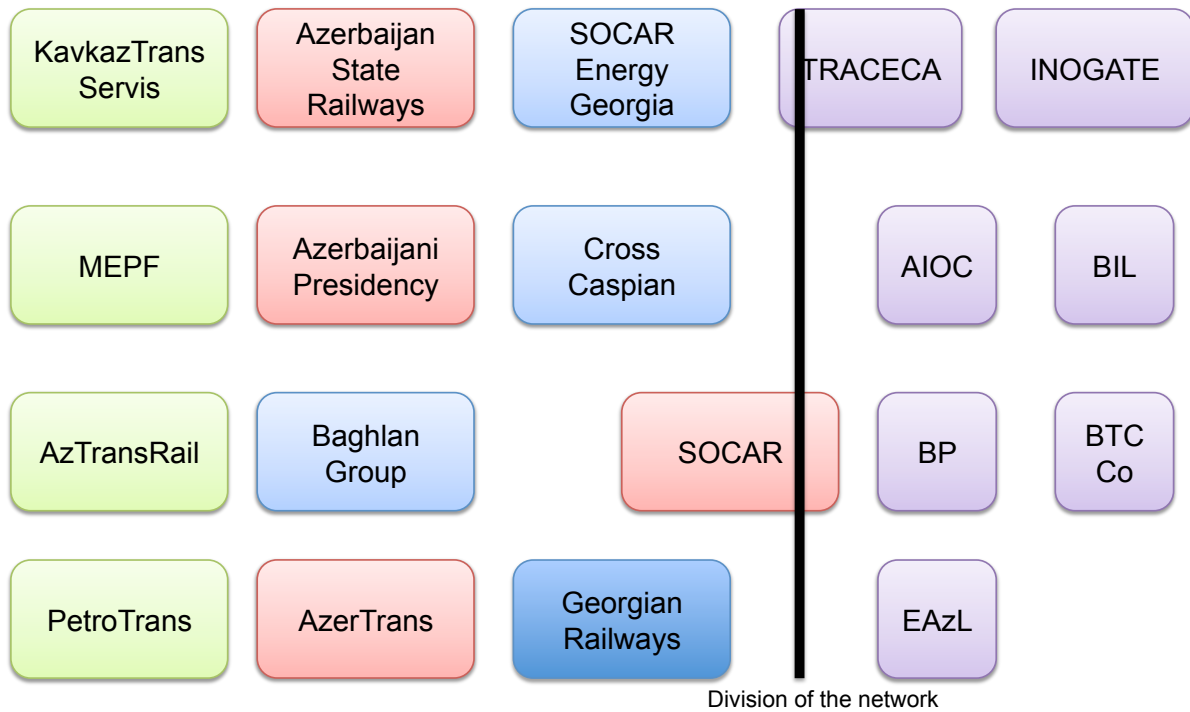 KavkazTrans
Servis
Azerbaijan
State
Railways
SOCAR
Energy
Georgia
TRACECA
INOGATE
MEPF
Azerbaijani
Presidency
Cross
Caspian
AIOC
BIL
AzTransRail
Baghlan
Group
SOCAR
BP
BTC
Co
PetroTrans
AzerTrans
Georgian
Railways
EAzL
Division of the network